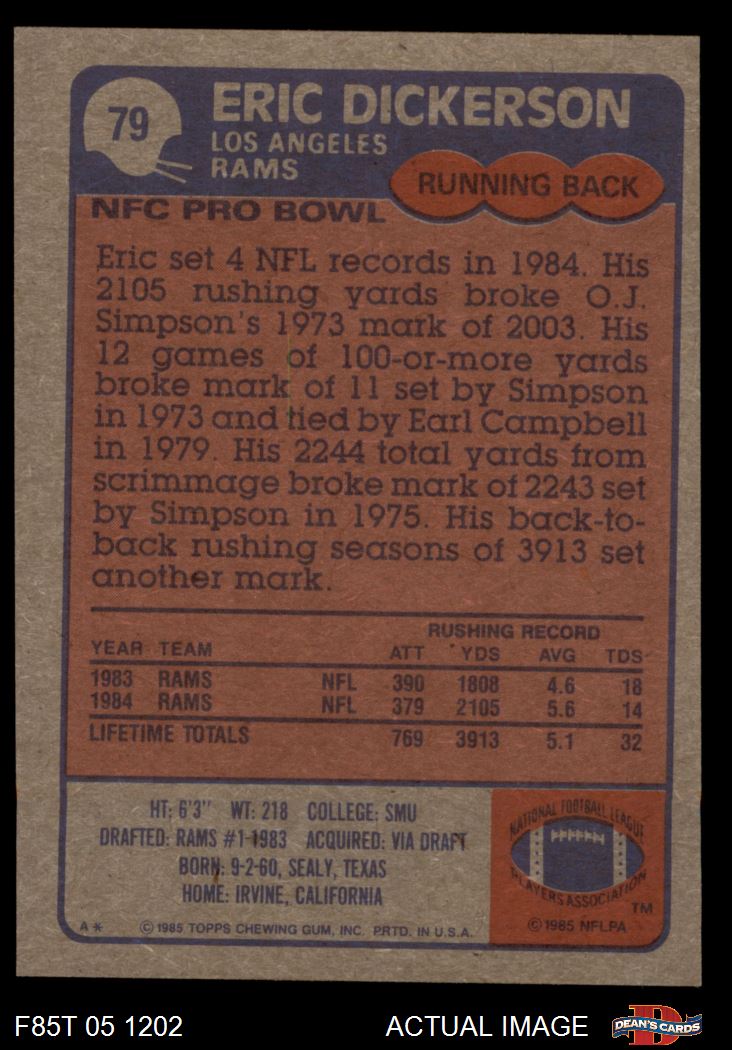 79
ERIC DICKERSON
LOS ANGELES
RAMS
RUNNING BACK
NFC PRO BOWL
Eric set 4 NFL records in 1984. His
2105 rushing yards broke O.J.
Simpson's 1973 mark of 2003. His
12 games of 100-or-more yards
broke mark of 11 set by Simpson
in 1973 and tied by Earl Campbell
in 1979. His 2244 total yards from
scrimmage broke mark of 2243 set
by Simpson in 1975. His back-to-
back rushing seasons of 3913 set
another mark.
RUSHING RECORD
YEAR TEAM ATT YDS AVG TDS
1983 RAMS NFL 390 1808 4.6 18
1984 RAMS NFL 379 2105 5.6 14
LIFETIME TOTALS 769 3913 5.1 32
HT: 6'3" WT: 218 COLLEGE: SMU
DRAFTED: RAMS #1-1983 ACQUIRED: VIA DRAFT
BORN: 9-2-60, SEALY, TEXAS
HOME: IRVINE, CALIFORNIA
A* © 1985 TOPPS CHEWING GUM, INC. PRTD. IN U.S.A.
NATIONAL FOOTBALL LEAGUE
PLAYERS ASSOCIATION
TM
© 1985 NFLPA
F85T 05 1202
ACTUAL IMAGE
D
DEAN'S CARDS